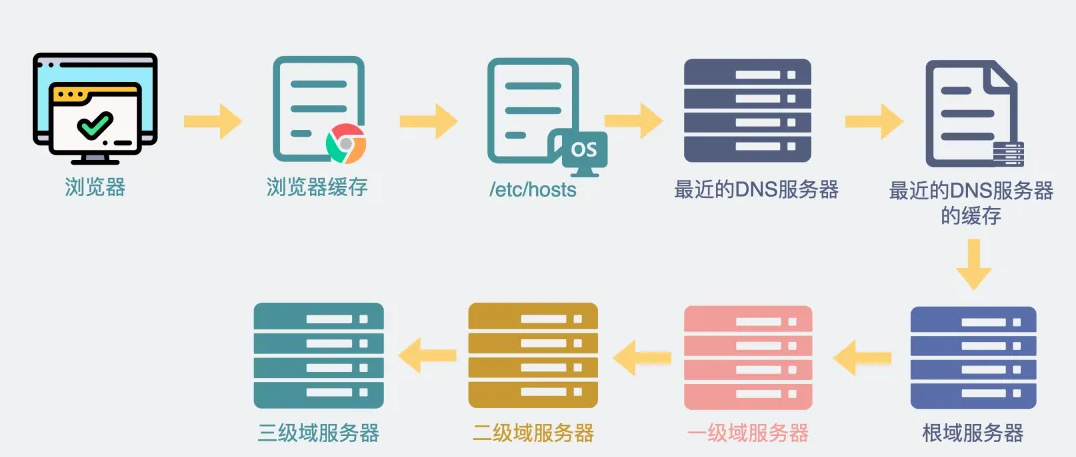 OS
浏览器
浏览器缓存
/etc/hosts
最近的DNS服务器
最近的DNS服务器
的缓存
三级域服务器
二级域服务器
一级域服务器
根域服务器